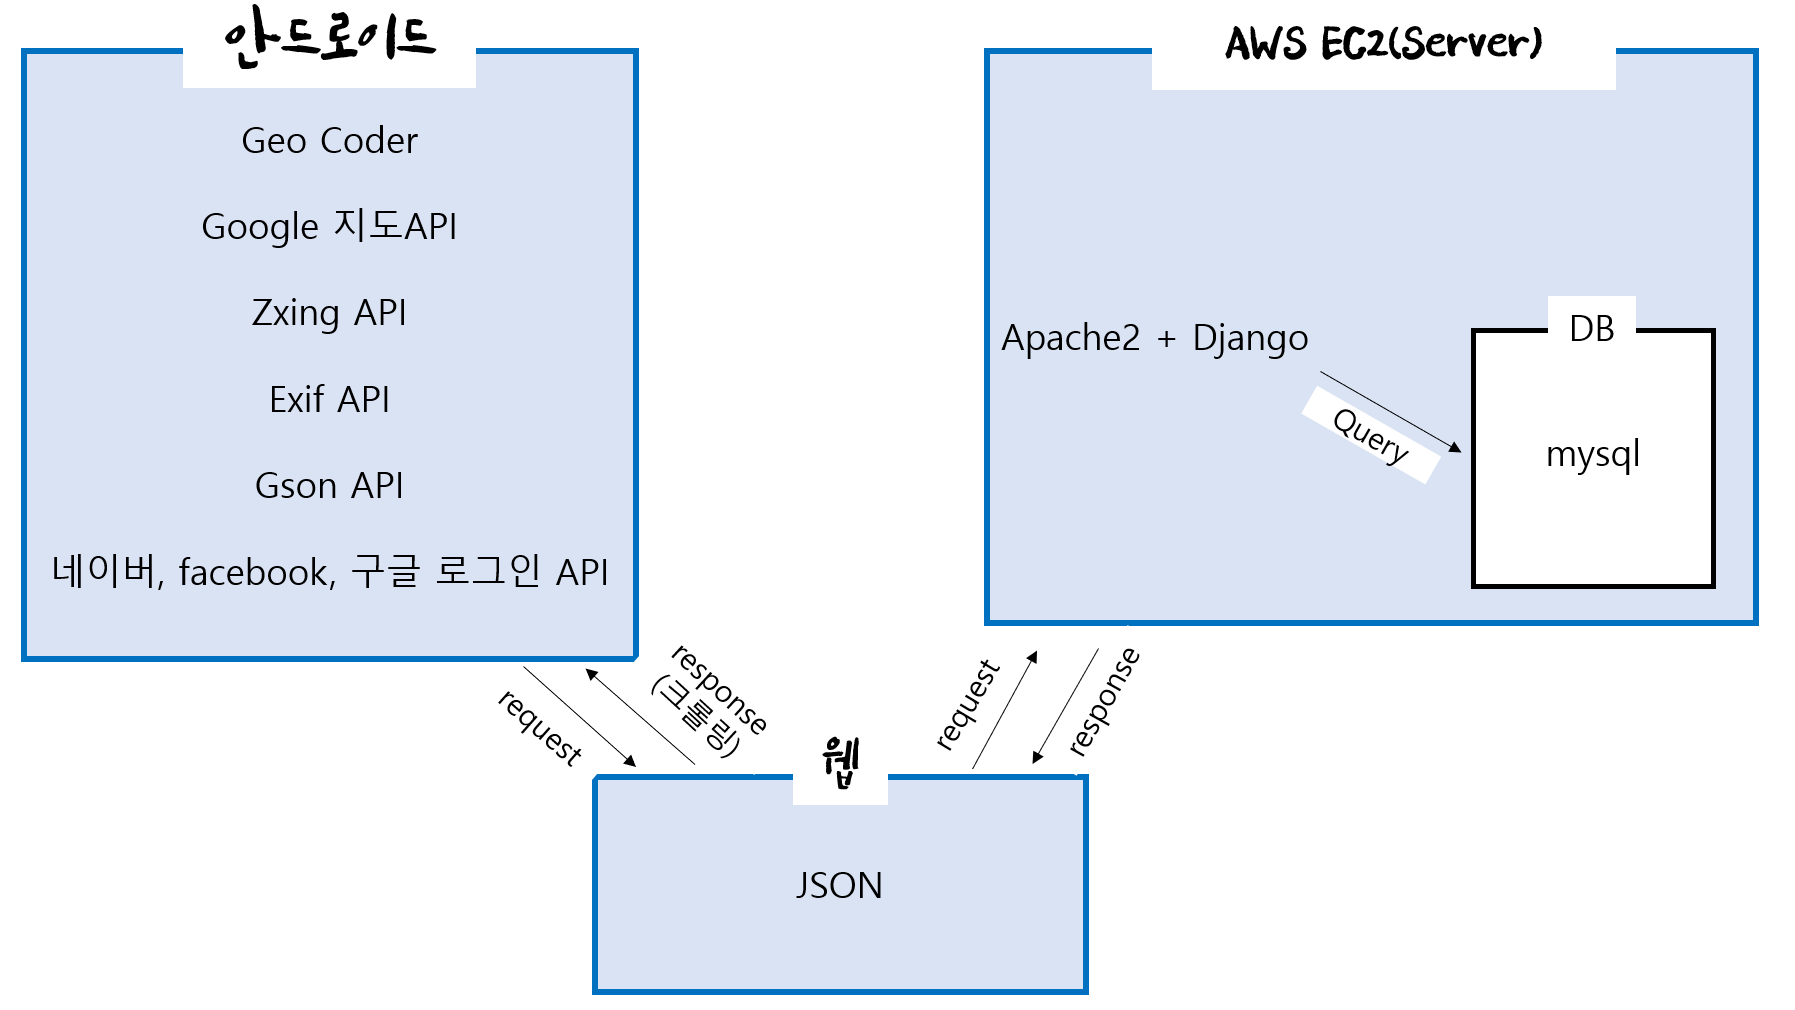 안드로이드
Geo Coder
Google 지도API
Zxing API
Exif API
Gson API
네이버, facebook, 구글 로그인 API
AWS EC2(Server)
Apache2 + Django
Query
DB
mysql
request
response
(크롤링)
request
response
웹
JSON